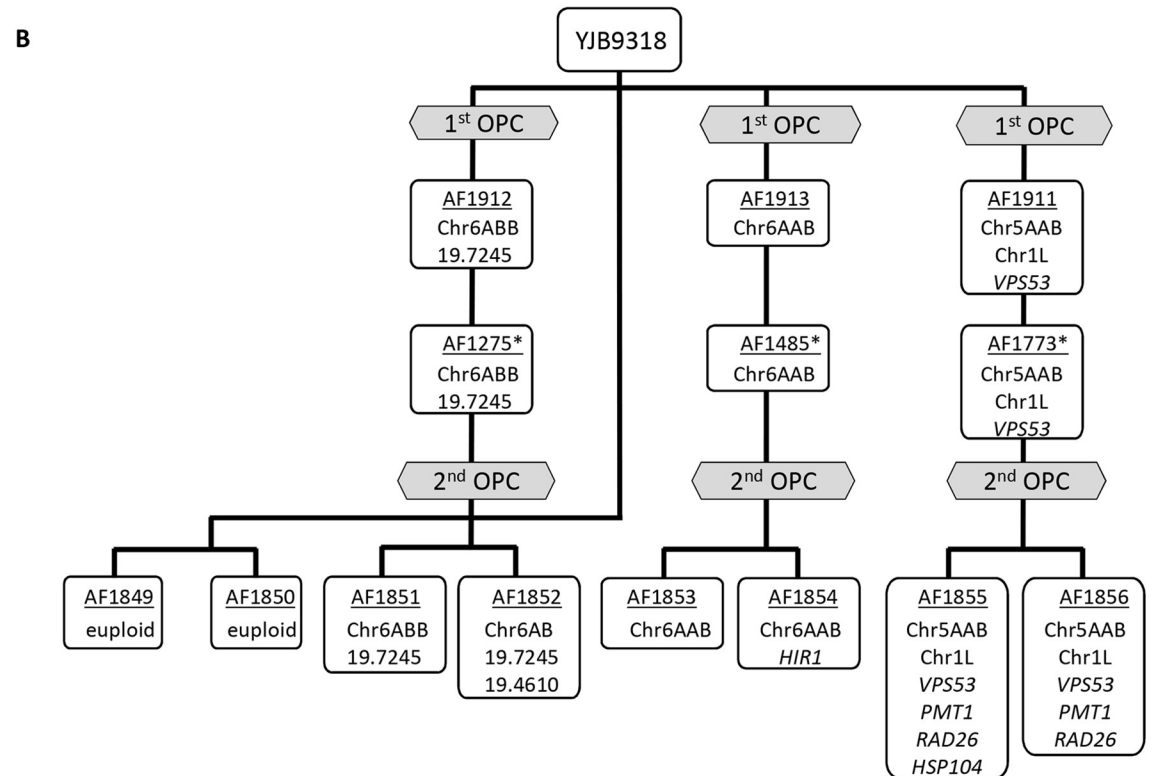 B
YJB9318
1st OPC
1st OPC
1st OPC
AF1912
Chr6ABB
19.7245
AF1913
Chr6AAB
AF1911
Chr5AAB
Chr1L
VPS53
AF1275*
Chr6ABB
19.7245
AF1485*
Chr6AAB
AF1773*
Chr5AAB
Chr1L
VPS53
2nd OPC
2nd OPC
2nd OPC
AF1849
euploid
AF1850
euploid
AF1851
Chr6ABB
19.7245
AF1852
Chr6AB
19.7245
19.4610
AF1853
Chr6AAB
AF1854
Chr6AAB
HIR1
AF1855
Chr5AAB
Chr1L
VPS53
PMT1
RAD26
HSP104
AF1856
Chr5AAB
Chr1L
VPS53
PMT1
RAD26